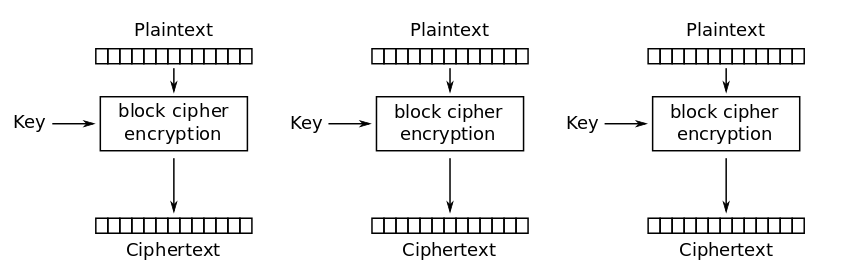 Plaintext
Plaintext
Plaintext
Key
block cipher
encryption
Key
block cipher
encryption
Key
block cipher
encryption
Ciphertext
Ciphertext
Ciphertext